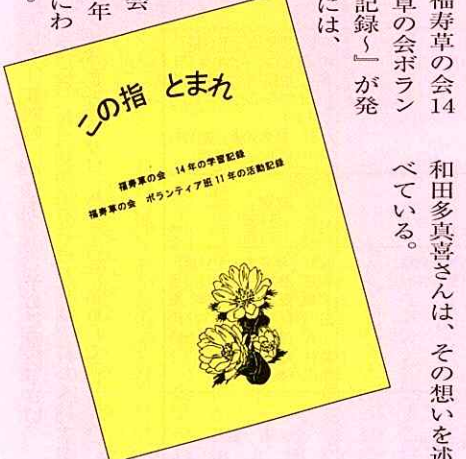 和田多真喜さんは、その想いを述
べている。
福寿草の会14
草の会ボラン
記録～』が発
には、
この指 とまれ
福寿草の会 14年の学習記録
福寿草の会 ボランティア班11年の活動記録
会
年
にわ
。